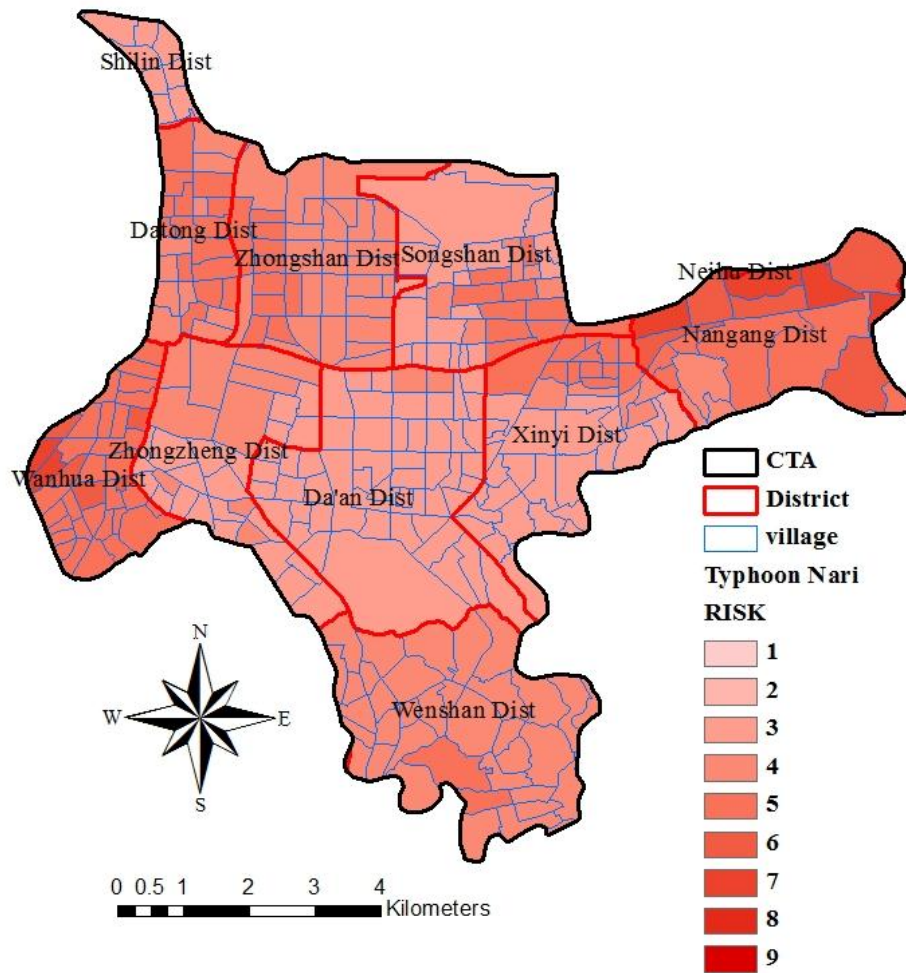 Shilin Dist
Datong Dist
Zhongshan Dist
Songshan Dist
Neihu Dist
Nangang Dist
Xinyi Dist
Zhongzheng Dist
Wanhua Dist
Da'an Dist
Wenshan Dist
CTA
District
village
Typhoon Nari
RISK
1
2
3
4
5
6
7
8
9
N
W
E
S
0 0.5 1 2 3 4
Kilometers